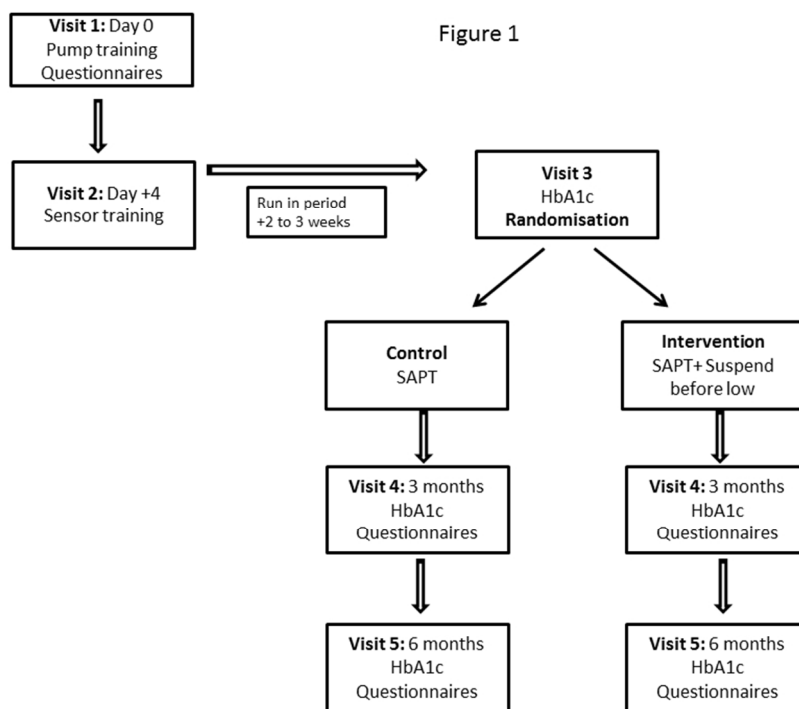 Figure 1
Visit 1: Day 0
Pump training
Questionnaires
Visit 2: Day +4
Sensor training
Run in period
+2 to 3 weeks
Visit 3
HbA1c
Randomisation
Control
SAPT
Intervention
SAPT+ Suspend
before low
Visit 4: 3 months
HbA1c
Questionnaires
Visit 4: 3 months
HbA1c
Questionnaires
Visit 5: 6 months
HbA1c
Questionnaires
Visit 5: 6 months
HbA1c
Questionnaires